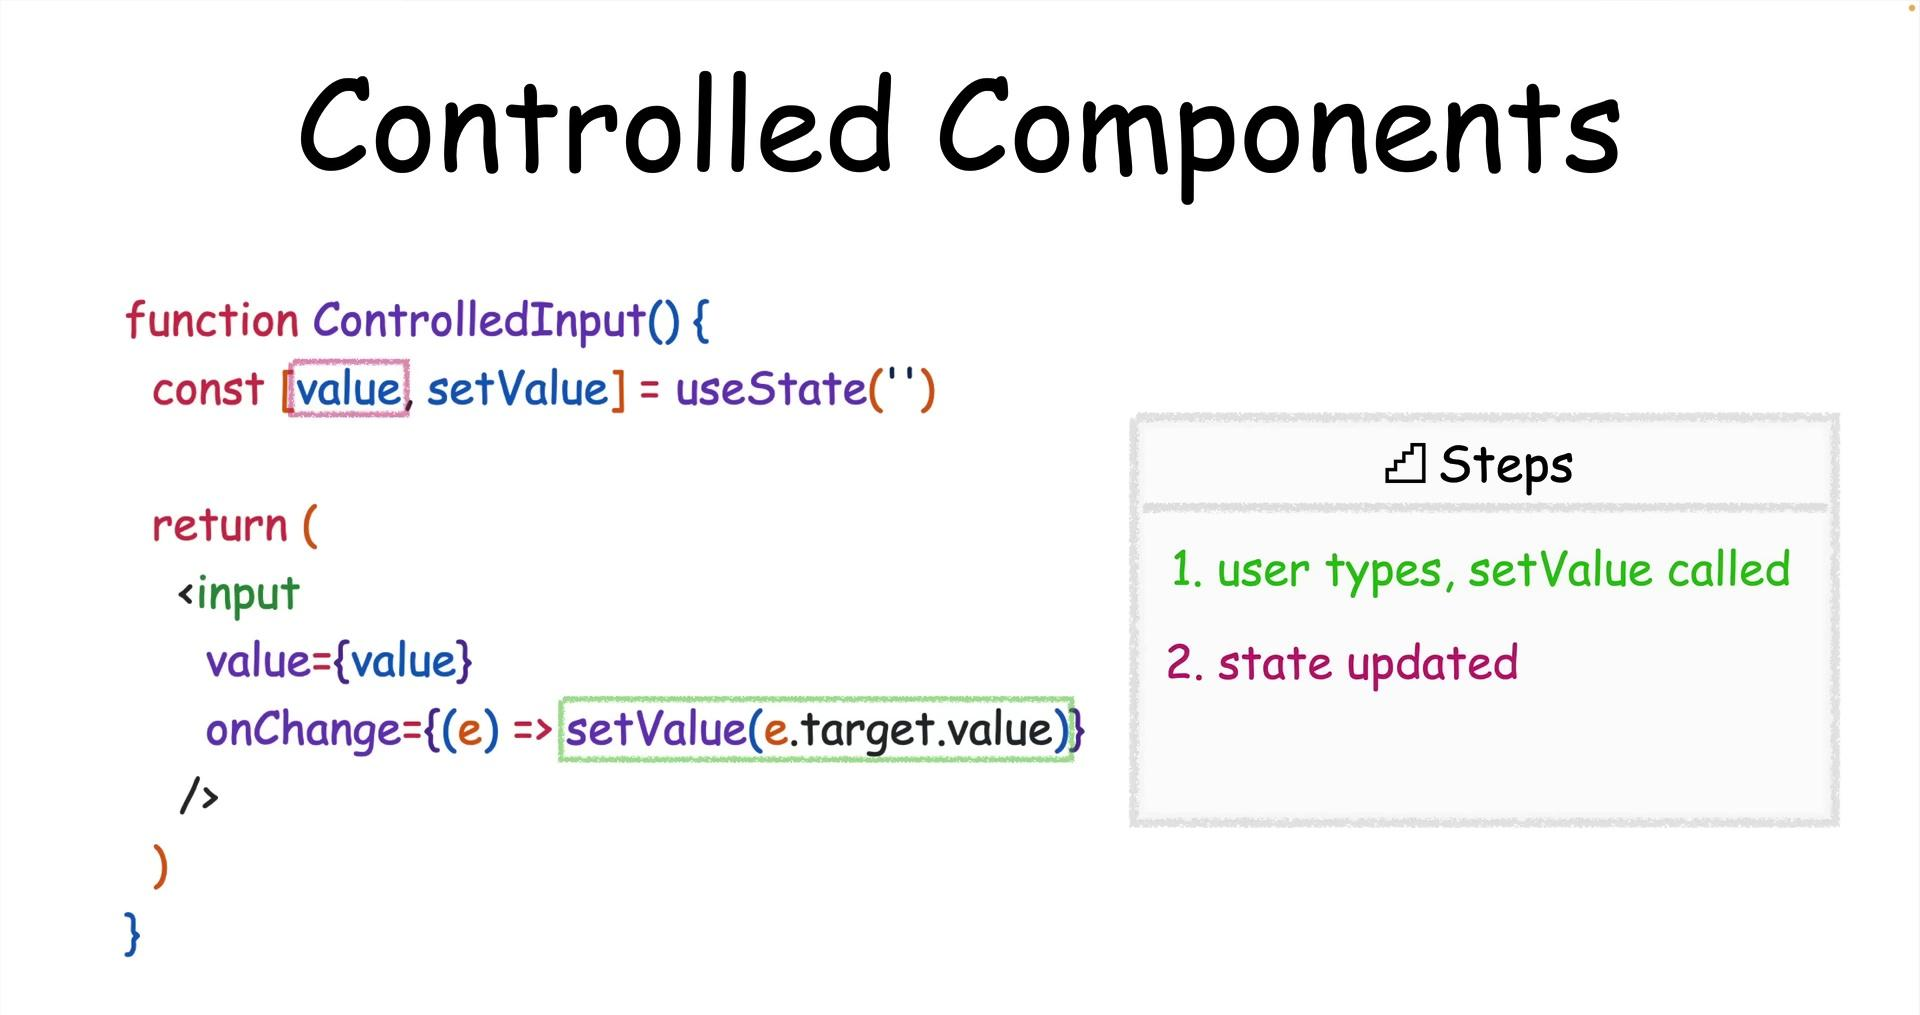 Controlled Components
function ControlledInput() {
const [value, setValue] = useState('')
return (
<input
value={value}
onChange={(e) => setValue(e.target.value)}
/>
)
}
Steps
1. user types, setValue called
2. state updated